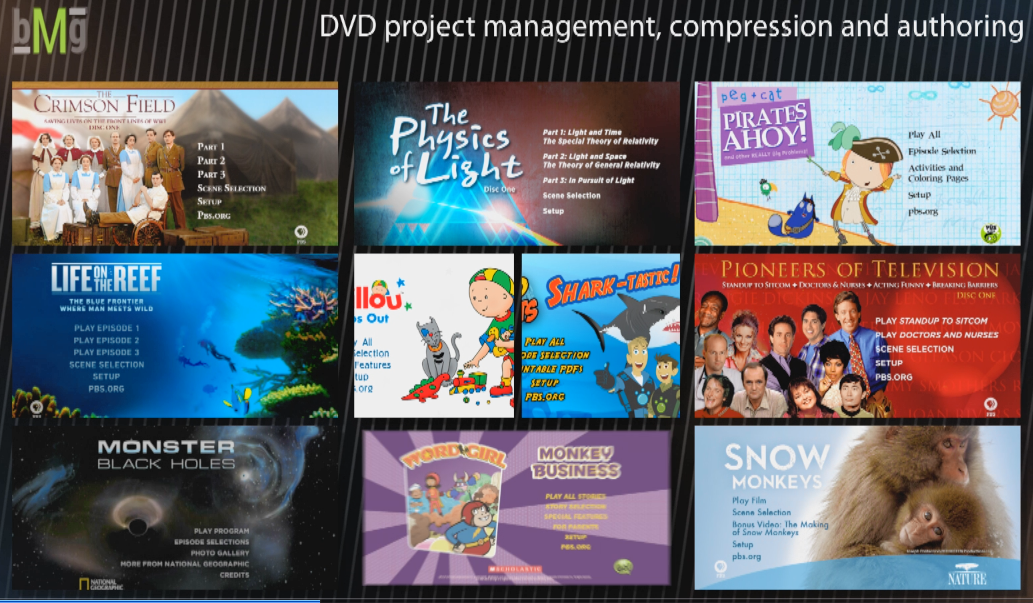 bMg
DVD project management, compression and authoring
THE
CRIMSON FIELD
SAVING LIVES ON THE FRONT LINES OF WWI
DISC ONE
PART 1
PART 2
PART 3
SCENE SELECTION
SETUP
PBS.ORG
PBS
The
Physics
of Light
Disc One
Part 1: Light and Time
The Special Theory of Relativity
Part 2: Light and Space
The Theory of General Relativity
Part 3: In Pursuit of Light
Scene Selection
Setup
peg + cat
PIRATES
AHOY!
and other REALLY Big Problems!
Play All
Episode Selection
Activities and
Coloring Pages
Setup
pbs.org
PBS
LIFE ON THE REEF
THE BLUE FRONTIER
WHERE MAN MEETS WILD
PLAY EPISODE 1
PLAY EPISODE 2
PLAY EPISODE 3
SCENE SELECTION
SETUP
PBS.ORG
llou
s Out
y All
Selection
Features
tup
s.org
SHARK-TASTIC!
PLAY ALL
ODE SELECTION
NTABLE PDFS
SETUP
PBS.ORG
PIONEERS OF TELEVISION
STANDUP TO SITCOM • DOCTORS & NURSES • ACTING FUNNY • BREAKING BARRIERS
DISC ONE
PLAY STANDUP TO SITCOM
PLAY DOCTORS AND NURSES
SCENE SELECTION
SETUP
PBS.ORG
PBS
MONSTER
BLACK HOLES
PLAY PROGRAM
EPISODE SELECTIONS
PHOTO GALLERY
MORE FROM NATIONAL GEOGRAPHIC
CREDITS
NATIONAL
GEOGRAPHIC
WORDGIRL
MONKEY
BUSINESS
PLAY ALL STORIES
STORY SELECTION
SPECIAL FEATURES
FOR PARENTS
SETUP
PBS.ORG
SCHOLASTIC
SNOW
MONKEYS
Play Film
Scene Selection
Bonus Video: The Making
of Snow Monkeys
Setup
pbs.org
PBS
NATURE